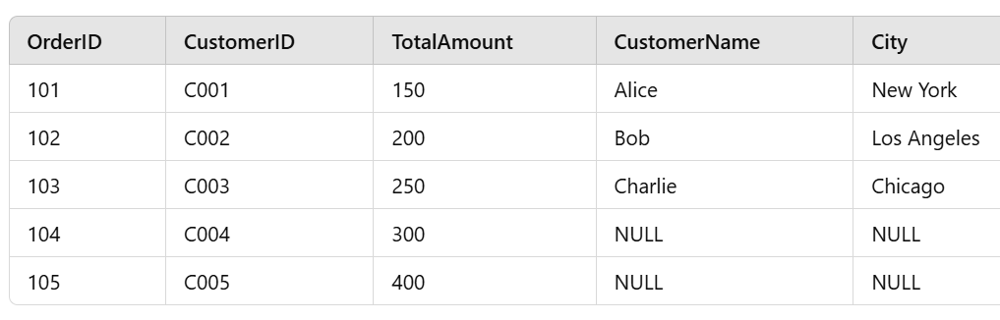 OrderID CustomerID TotalAmount CustomerName City
101 C001 150 Alice New York
102 C002 200 Bob Los Angeles
103 C003 250 Charlie Chicago
104 C004 300 NULL NULL
105 C005 400 NULL NULL